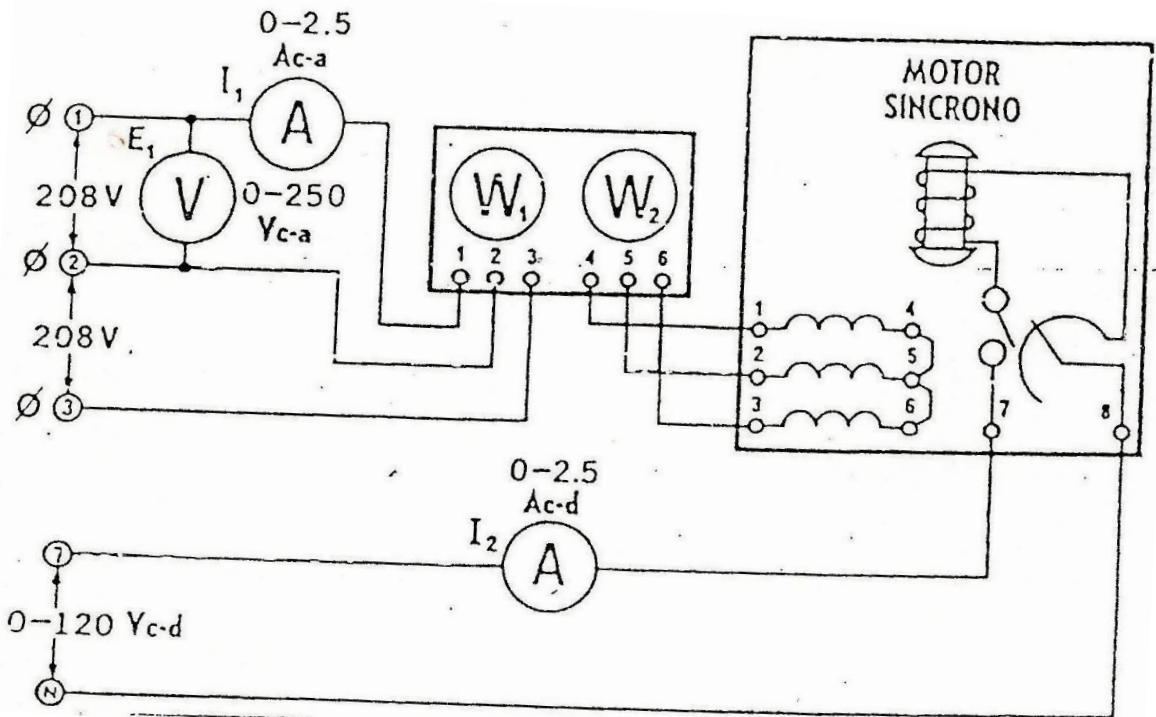 0-2.5
Ac-a
I₁
A
MOTOR
SINCRONO
Ø 1
E₁
V
208V
0-250
Vc-a
W₁
W₂
1 2 3 4 5 6
Ø 2
208V
Ø 3
1
4
2
5
3
6
7
8
0-2.5
Ac-d
I₂
A
7
0-120 Vc-d
N